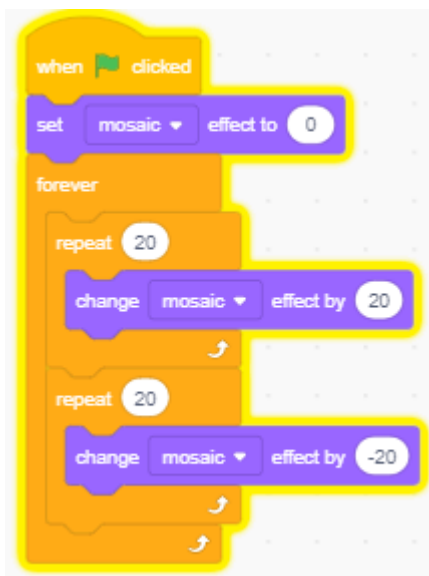 when clicked
set mosaic effect to 0
forever
repeat 20
change mosaic effect by 20
repeat 20
change mosaic effect by -20